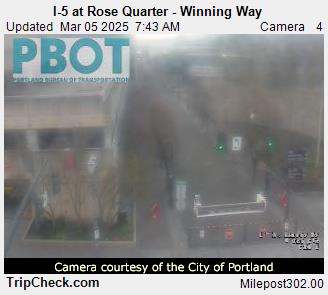 I-5 at Rose Quarter - Winning Way
Updated Mar 05 2025 7:43 AM Camera 4
PBOT
PORTLAND BUREAU OF TRANSPORTATION
Camera courtesy of the City of Portland
TripCheck.com Milepost302.00